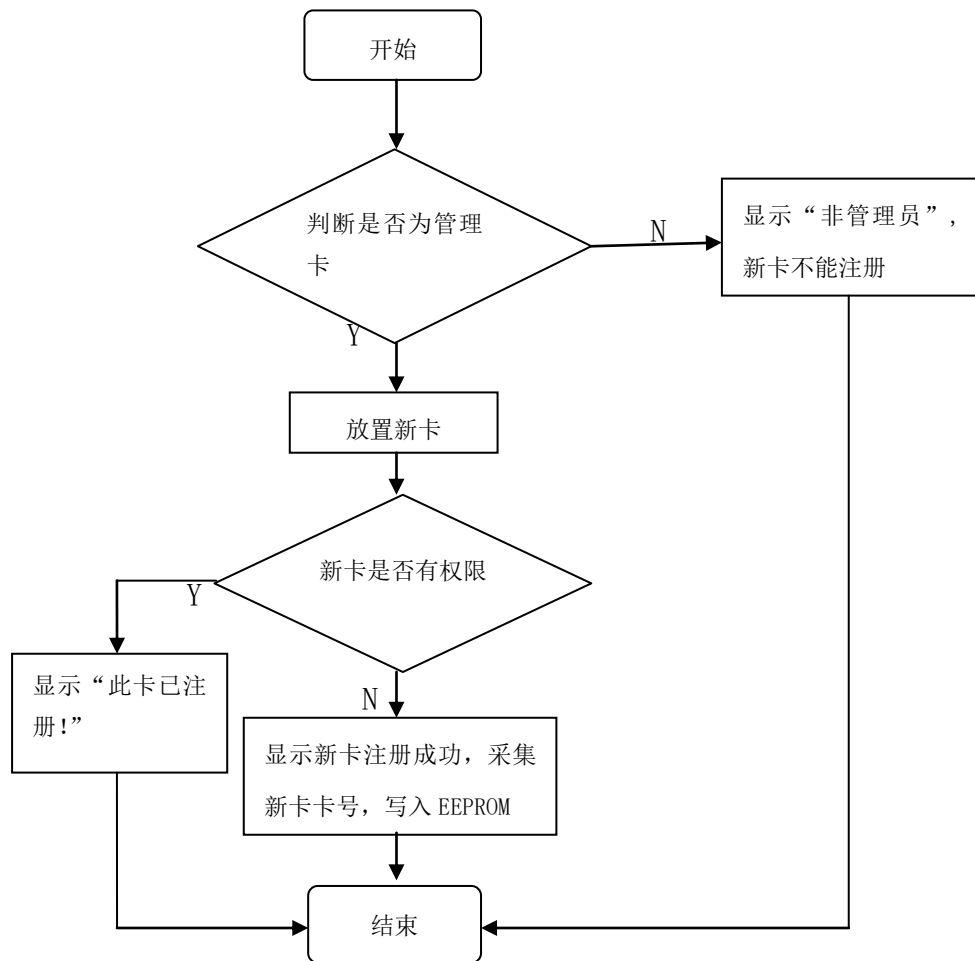 开始
判断是否为管理
卡
N
显示“非管理员”,
新卡不能注册
Y
放置新卡
新卡是否有权限
Y
显示“此卡已注
册!”
N
显示新卡注册成功，采集
新卡卡号，写入 EEPROM
结束